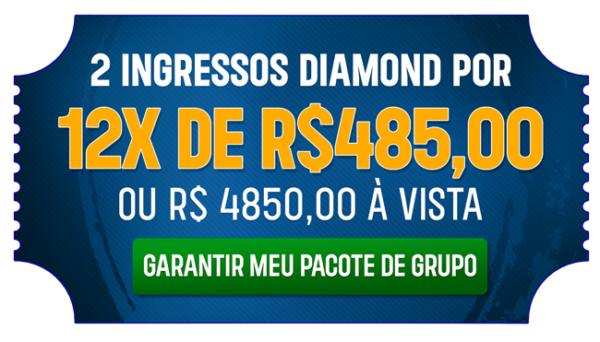 2 INGRESSOS DIAMOND POR
12X DE R$485,00
OU R$ 4850,00 À VISTA
GARANTIR MEU PACOTE DE GRUPO